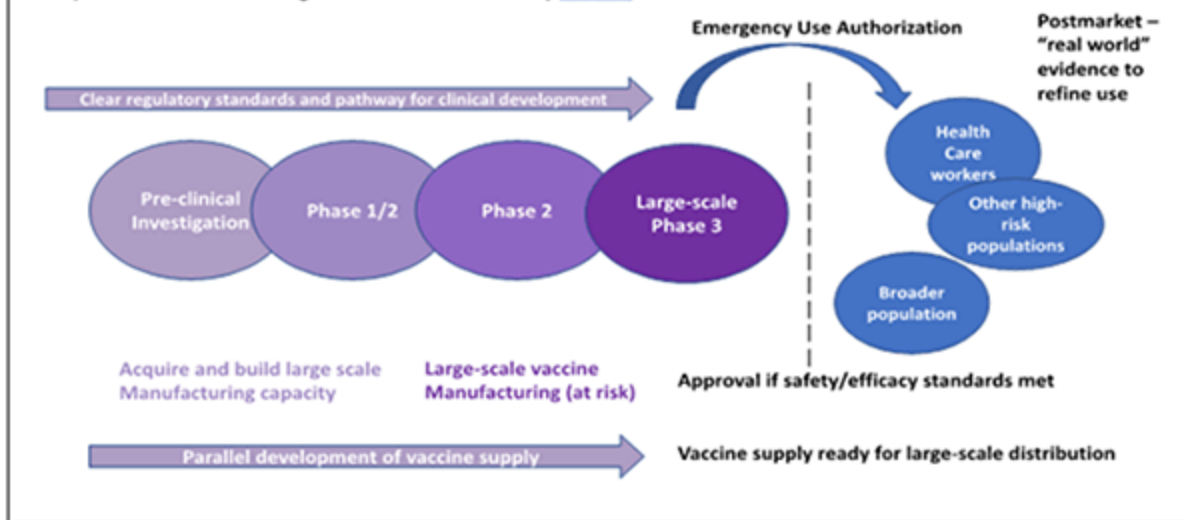 Emergency Use Authorization
Postmarket –
“real world”
evidence to
refine use
Clear regulatory standards and pathway for clinical development
Pre-clinical
Investigation
Phase 1/2
Phase 2
Large-scale
Phase 3
Health
Care
workers
Other high-
risk
populations
Broader
population
Acquire and build large scale
Manufacturing capacity
Large-scale vaccine
Manufacturing (at risk)
Approval if safety/efficacy standards met
Parallel development of vaccine supply
Vaccine supply ready for large-scale distribution